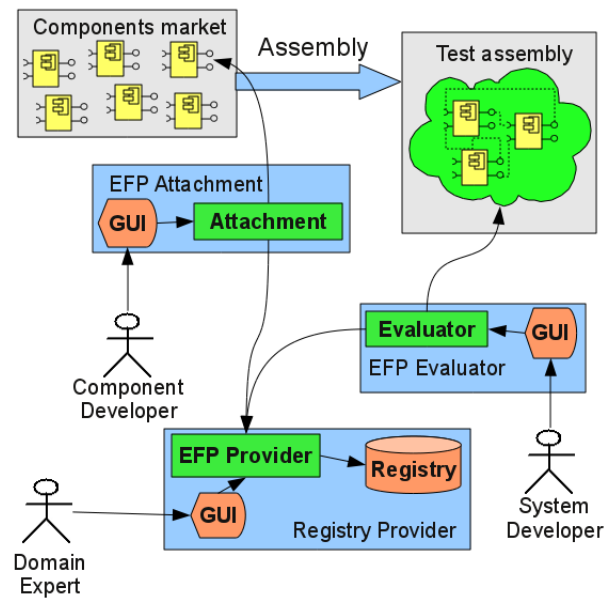 Components market
Assembly
Test assembly
EFP Attachment
GUI
Attachment
Component
Developer
Evaluator
GUI
EFP Evaluator
EFP Provider
Registry
GUI
Registry Provider
System
Developer
Domain
Expert